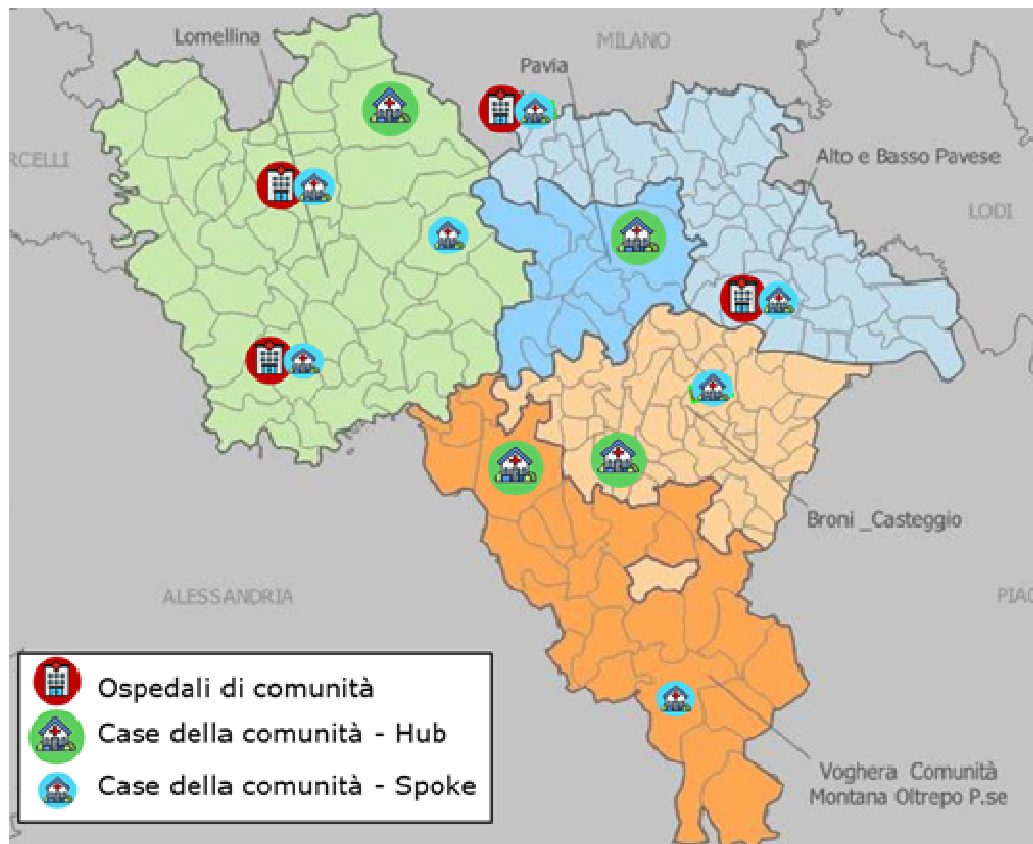 Lomellina
MILANO
Pavia
RCELLI
Alto e Basso Pavese
LODI
Broni _Casteggio
ALESSANDRIA
PIAC
Ospedali di comunità
Case della comunità - Hub
Case della comunità - Spoke
Voghera Comunità
Montana Oltrepo P.se